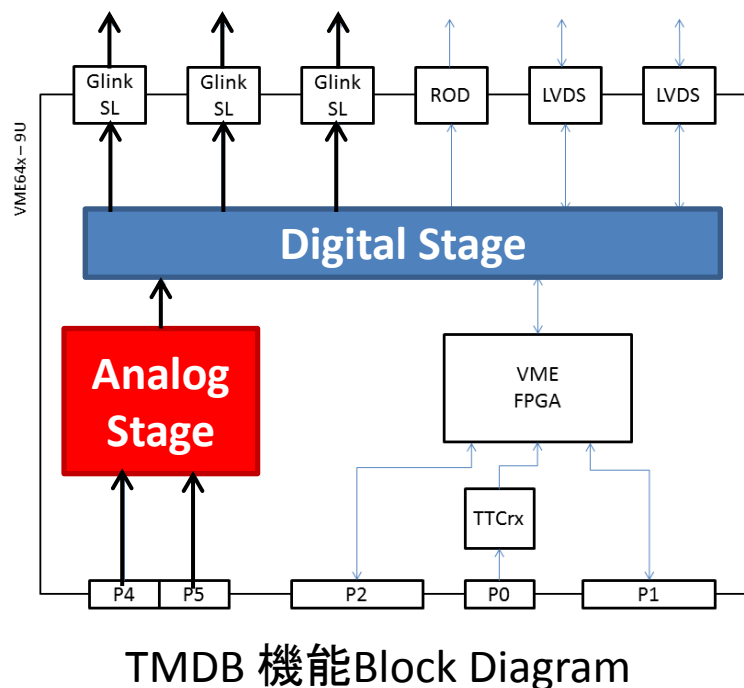 Glink
SL
Glink
SL
Glink
SL
ROD
LVDS
LVDS
VME64x – 9U
Digital Stage
Analog
Stage
VME
FPGA
TTCrx
P4
P5
P2
P0
P1
TMDB 機能Block Diagram